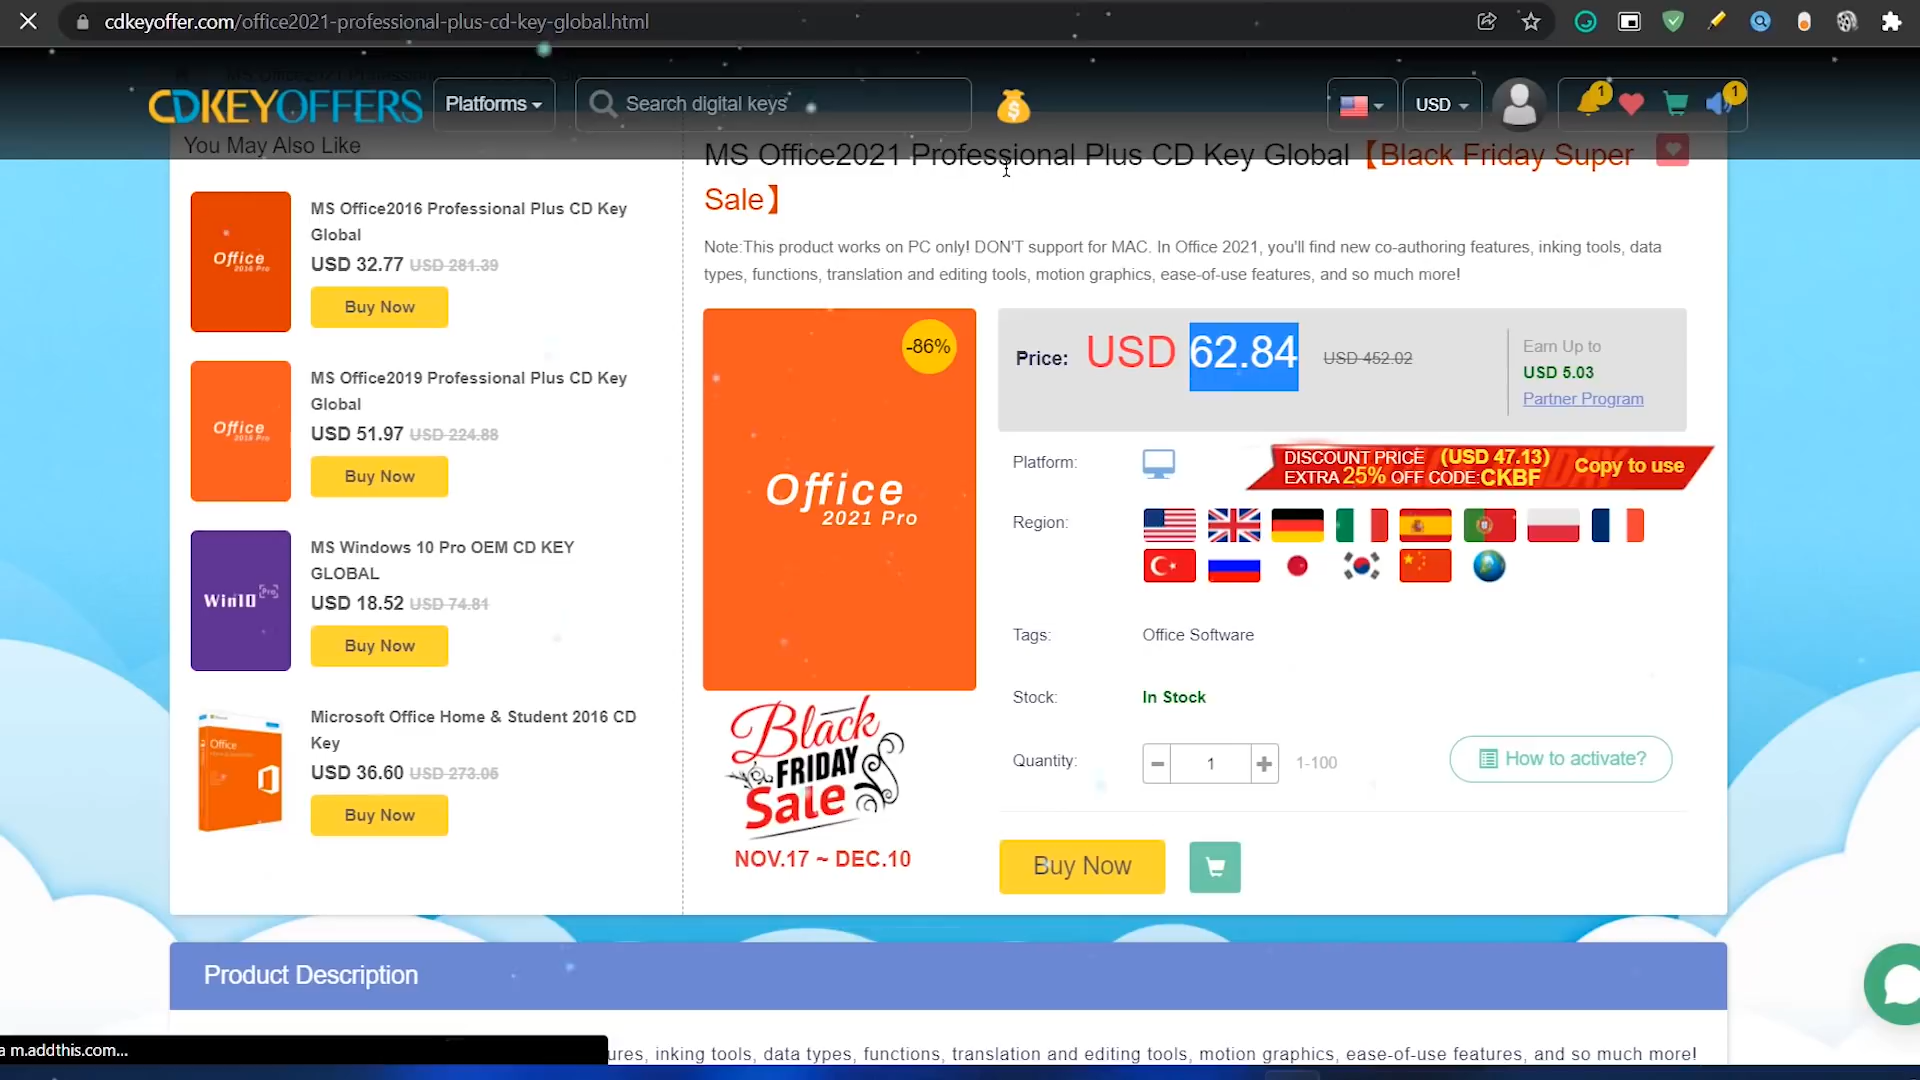 cdkeyoffer.com/office2021-professional-plus-cd-key-global.html
CDKEYOFFERS
Platforms
Search digital keys
USD
1
1
You May Also Like
Office
2016 Pro
MS Office2016 Professional Plus CD Key
Global
USD 32.77 USD 281.39
Buy Now
Office
MS Office2019 Professional Plus CD Key
Global
USD 51.97 USD 224.88
Buy Now
Win10 Pro
MS Windows 10 Pro OEM CD KEY
GLOBAL
USD 18.52 USD 74.81
Buy Now
Office
Microsoft Office Home & Student 2016 CD
Key
USD 36.60 USD 273.05
Buy Now
MS Office2021 Professional Plus CD Key Global【Black Friday Super
Sale】
Note:This product works on PC only! DON'T support for MAC. In Office 2021, you'll find new co-authoring features, inking tools, data
types, functions, translation and editing tools, motion graphics, ease-of-use features, and so much more!
-86%
Office
2021 Pro
Black
FRIDAY
Sale
NOV.17 ~ DEC.10
Price: USD 62.84 USD 452.02
Earn Up to
USD 5.03
Partner Program
Platform:
DISCOUNT PRICE (USD 47.13)
EXTRA 25% OFF CODE:CKBF
Copy to use
Region:
Tags: Office Software
Stock: In Stock
Quantity: 1 1-100
How to activate?
Buy Now
Product Description
ures, inking tools, data types, functions, translation and editing tools, motion graphics, ease-of-use features, and so much more!
a m.addthis.com...